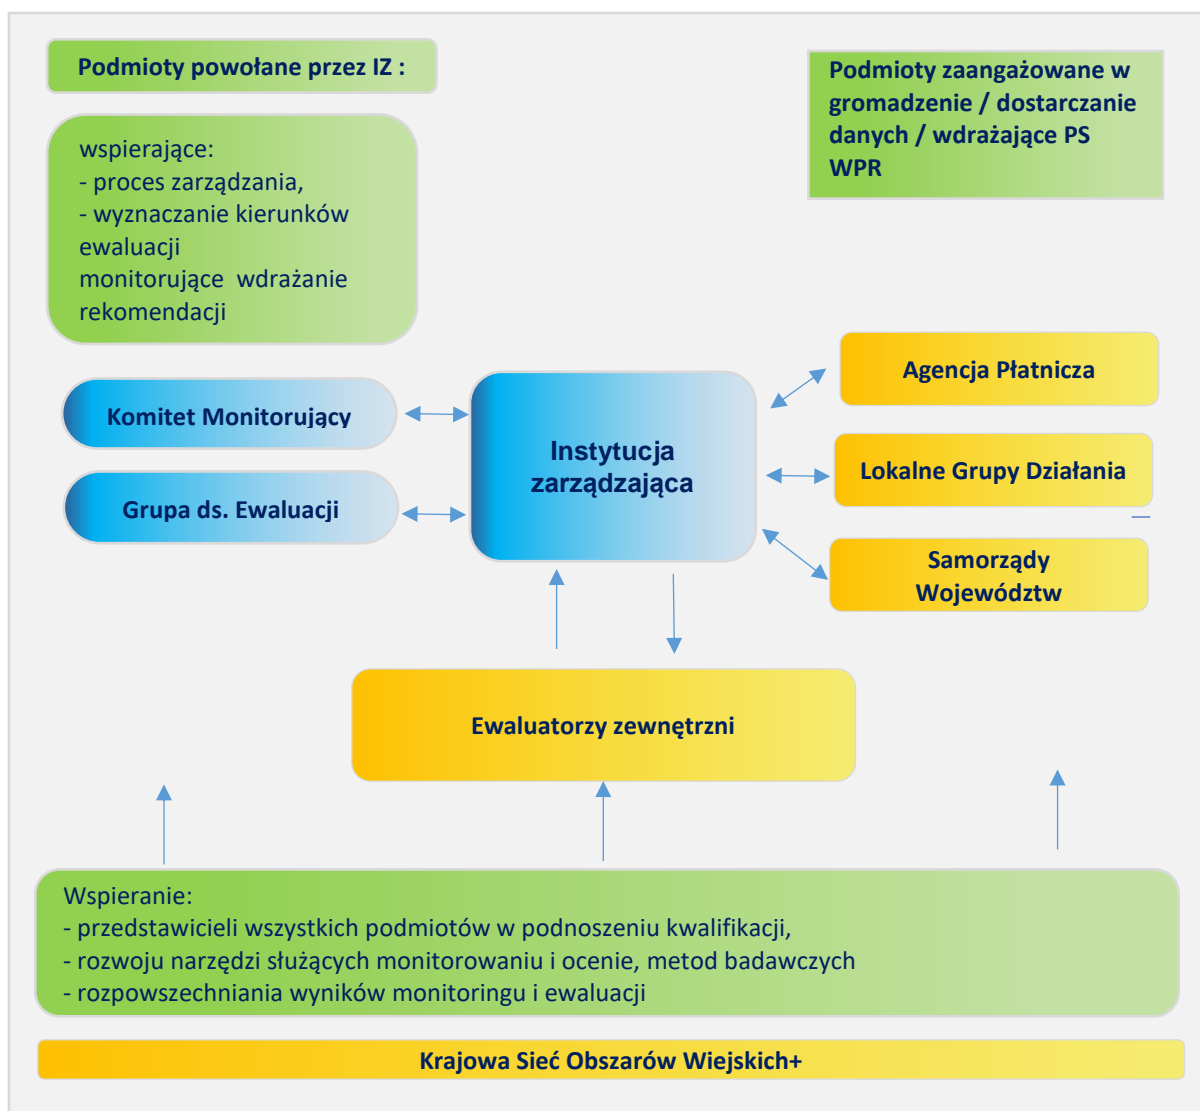 Podmioty powołane przez IZ :
Podmioty zaangażowane w
gromadzenie / dostarczanie
danych / wdrażające PS
WPR
wspierające:
- proces zarządzania,
- wyznaczanie kierunków
ewaluacji
monitorujące wdrażanie
rekomendacji
Komitet Monitorujący
Grupa ds. Ewaluacji
Instytucja
zarządzająca
Agencja Płatnicza
Lokalne Grupy Działania
Samorządy
Województw
Ewaluatorzy zewnętrzni
Wspieranie:
- przedstawicieli wszystkich podmiotów w podnoszeniu kwalifikacji,
- rozwoju narzędzi służących monitorowaniu i ocenie, metod badawczych
- rozpowszechniania wyników monitoringu i ewaluacji
Krajowa Sieć Obszarów Wiejskich+